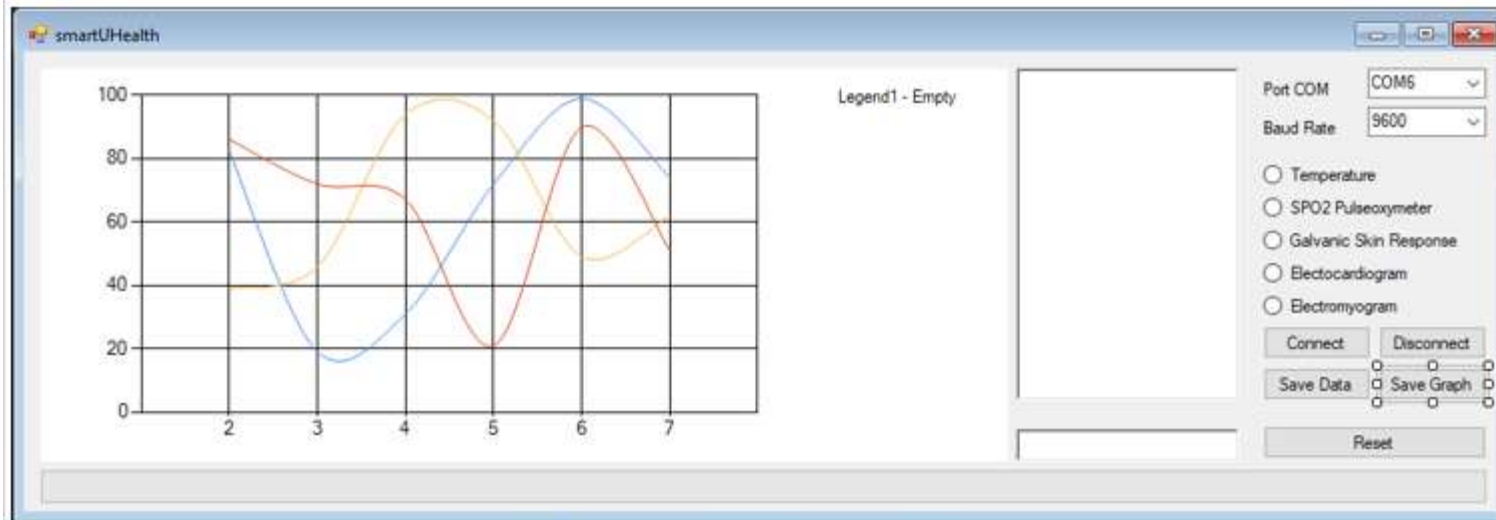 smartUHealth
100
80
60
40
20
0
2 3 4 5 6 7
Legend1 - Empty
Port COM COM6
Baud Rate 9600
Temperature
SPO2 Pulseoxymeter
Galvanic Skin Response
Electocardiogram
Electromyogram
Connect Disconnect
Save Data Save Graph
Reset